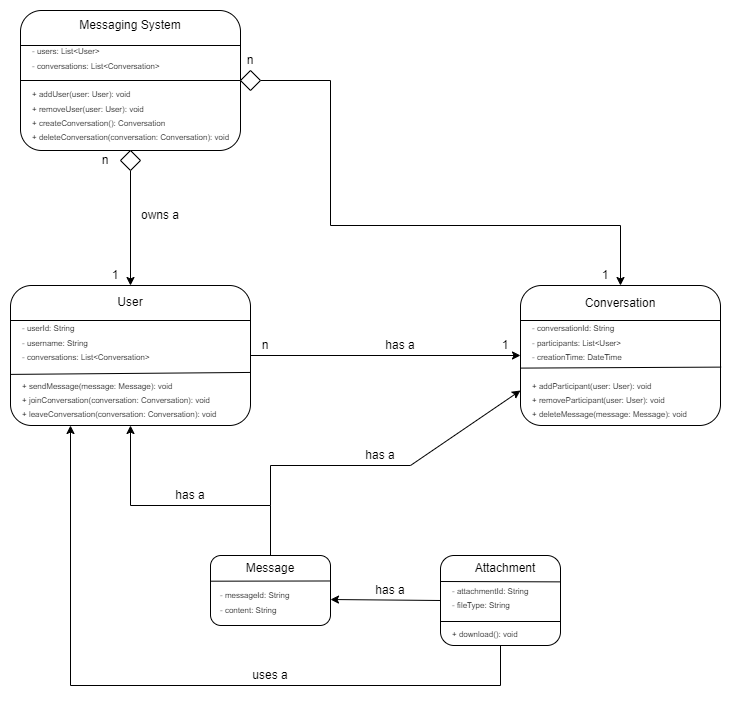 Messaging System
- users: List<User>
- conversations: List<Conversation>
+ addUser(user: User): void
+ removeUser(user: User): void
+ createConversation(): Conversation
+ deleteConversation(conversation: Conversation): void
n
n
owns a
1
1
User
- userId: String
- username: String
- conversations: List<Conversation>
+ sendMessage(message: Message): void
+ joinConversation(conversation: Conversation): void
+ leaveConversation(conversation: Conversation): void
n
has a
1
Conversation
- conversationId: String
- participants: List<User>
- creationTime: DateTime
+ addParticipant(user: User): void
+ removeParticipant(user: User): void
+ deleteMessage(message: Message): void
has a
has a
Message
- messageId: String
- content: String
has a
Attachment
- attachmentId: String
- fileType: String
+ download(): void
uses a